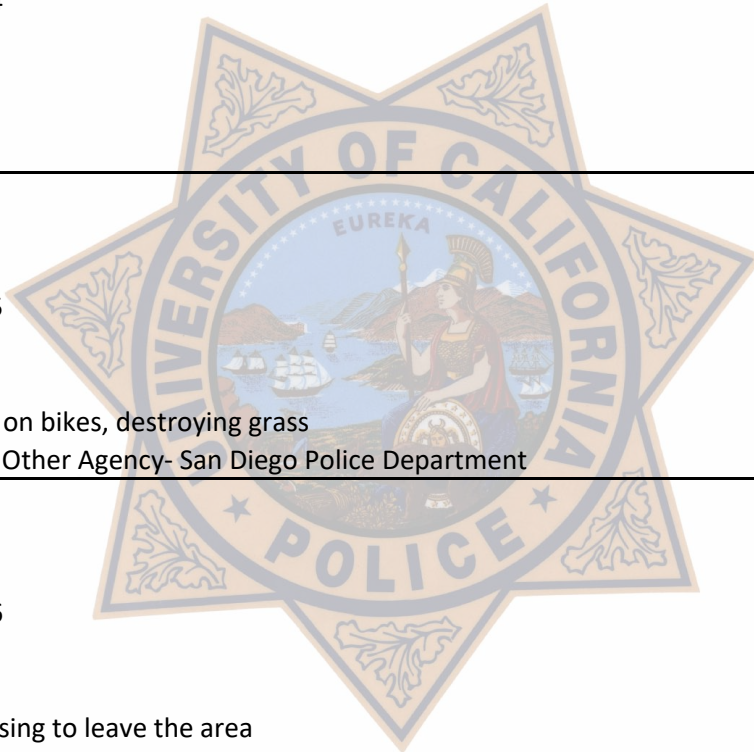 UNIVERSITY OF CALIFORNIA
EUREKA
on bikes, destroying grass
Other Agency- San Diego Police Department
POLICE
to leave the area